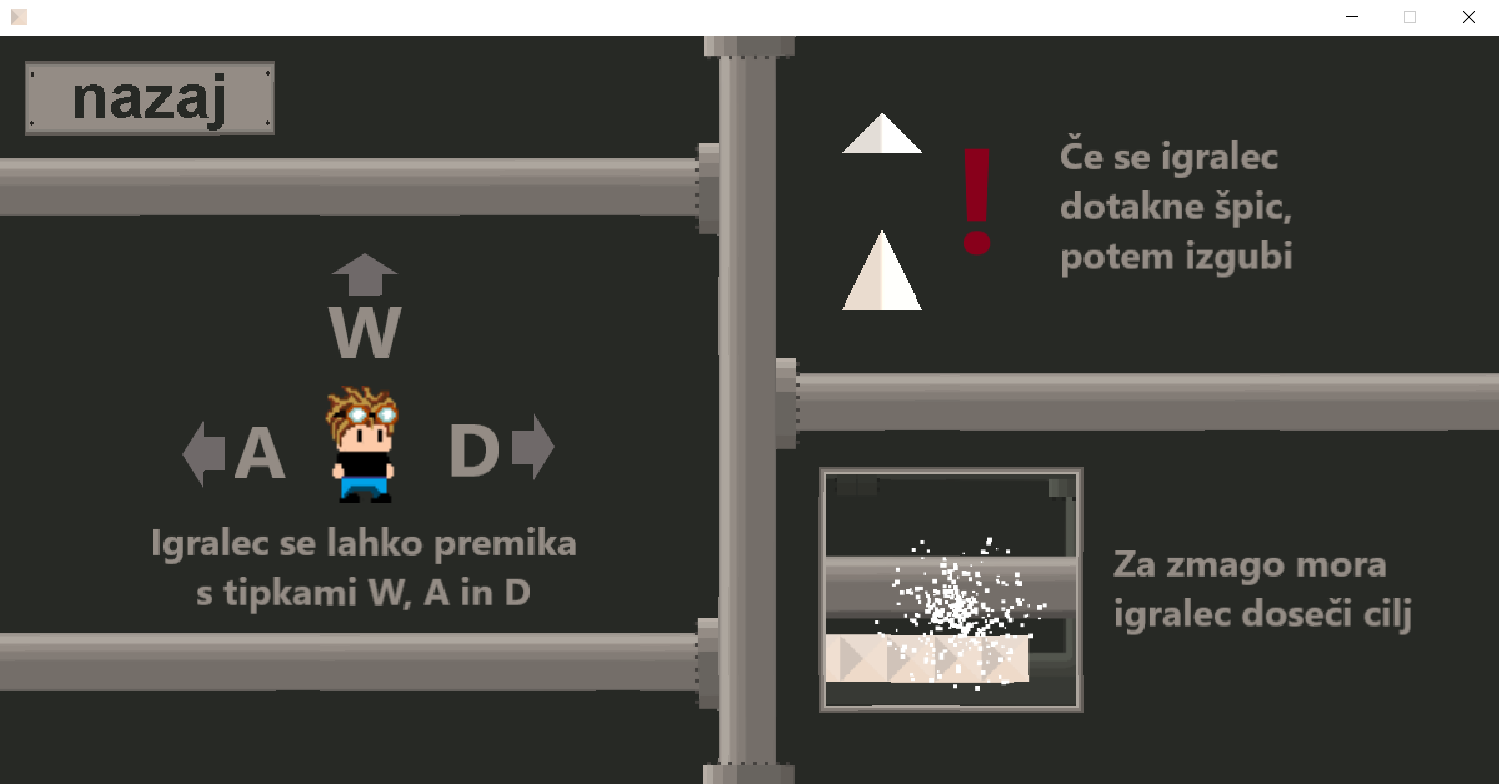 nazaj
W
A D
Igralec se lahko premika
s tipkami W, A in D
!
Če se igralec
dotakne špic,
potem izgubi
Za zmago mora
igralec doseči cilj